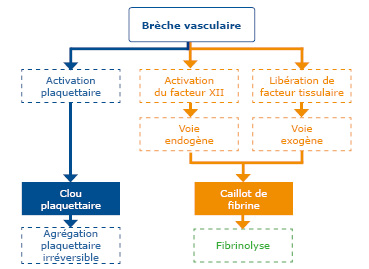 Brèche vasculaire
Activation
plaquettaire
Activation
du facteur XII
Libération de
facteur tissulaire
Voie
endogène
Voie
exogène
Clou
plaquettaire
Caillot de
fibrine
Agrégation
plaquettaire
irréversible
Fibrinolyse